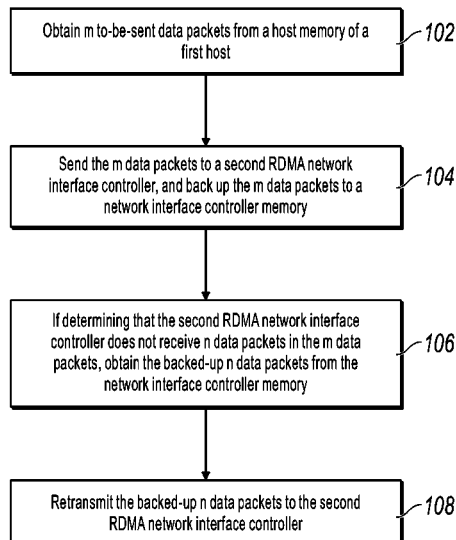 Obtain m to-be-sent data packets from a host memory of a
first host
102
Send the m data packets to a second RDMA network
interface controller, and back up the m data packets to a
network interface controller memory
104
If determining that the second RDMA network interface
controller does not receive n data packets in the m data
packets, obtain the backed-up n data packets from the
network interface controller memory
106
Retransmit the backed-up n data packets to the second
RDMA network interface controller
108